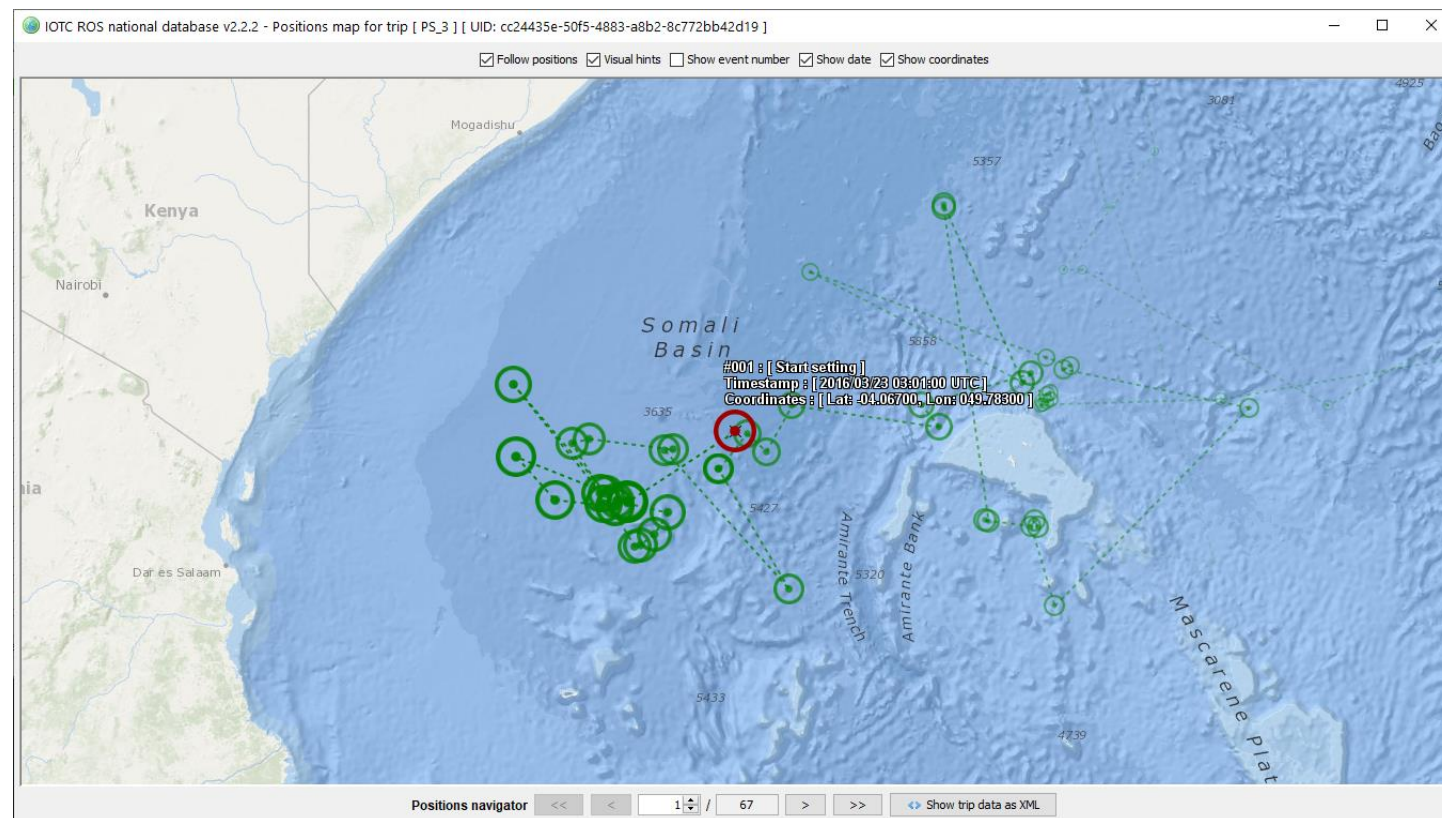 IOTC ROS national database v2.2.2 - Positions map for trip [ PS_3 ] [ UID: cc24435e-50f5-4883-a8b2-8c772bb42d19 ]
Follow positions Visual hints Show event number Show date Show coordinates
4925
3081
Mogadishu
5357
Kenya
Nairobi
Somali
Basin
5858
#001 : [ Start setting ]
Timestamp : [ 2016/03/23 03:01:00 UTC ]
Coordinates : [ Lat: -04.06700, Lon: 049.78300 ]
3635
5427
Amirante Trench
5320
Amirante Bank
Dar es Salaam
Mascarene Plat
5433
4739
Positions navigator << < 1 / 67 > >> Show trip data as XML